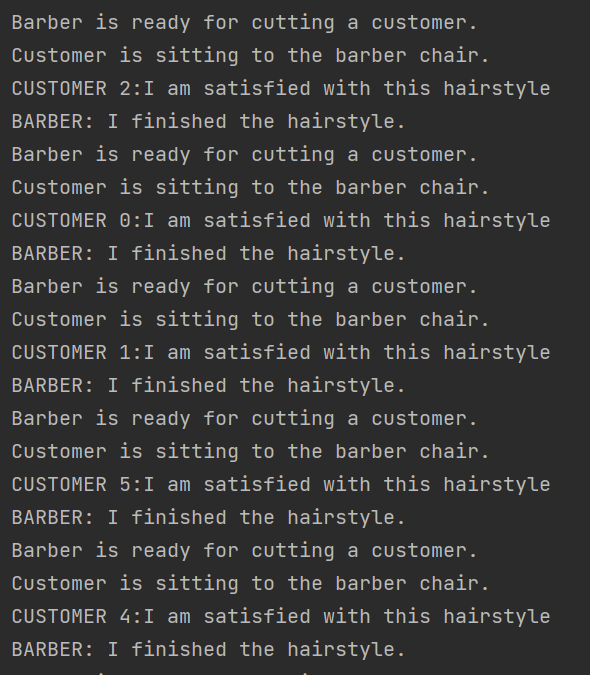 Barber is ready for cutting a customer.
Customer is sitting to the barber chair.
CUSTOMER 2:I am satisfied with this hairstyle
BARBER: I finished the hairstyle.
Barber is ready for cutting a customer.
Customer is sitting to the barber chair.
CUSTOMER 0:I am satisfied with this hairstyle
BARBER: I finished the hairstyle.
Barber is ready for cutting a customer.
Customer is sitting to the barber chair.
CUSTOMER 1:I am satisfied with this hairstyle
BARBER: I finished the hairstyle.
Barber is ready for cutting a customer.
Customer is sitting to the barber chair.
CUSTOMER 5:I am satisfied with this hairstyle
BARBER: I finished the hairstyle.
Barber is ready for cutting a customer.
Customer is sitting to the barber chair.
CUSTOMER 4:I am satisfied with this hairstyle
BARBER: I finished the hairstyle.